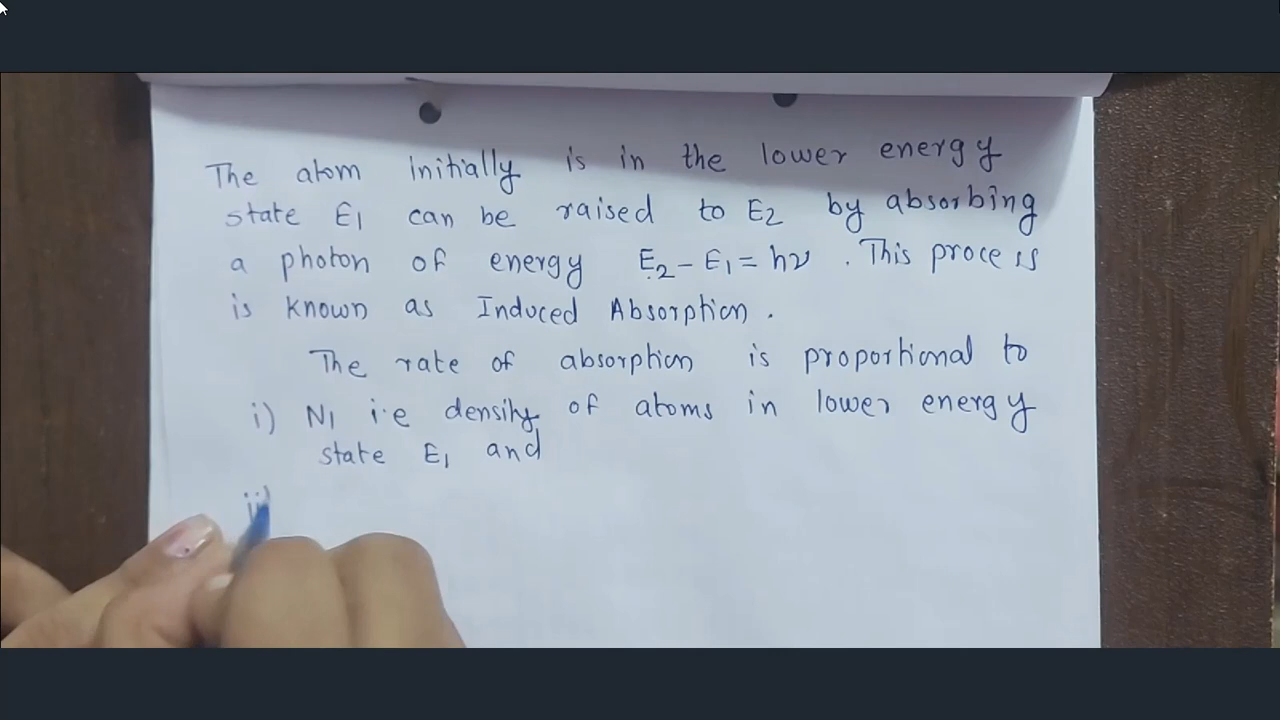 The atom initially is in the lower energy
state E1 can be raised to E2 by absorbing
a photon of energy E2 - E1 = hν . This process
is known as Induced Absorption .
The rate of absorption is proportional to
i) N1 i.e density of atoms in lower energy
state E1 and
ii)